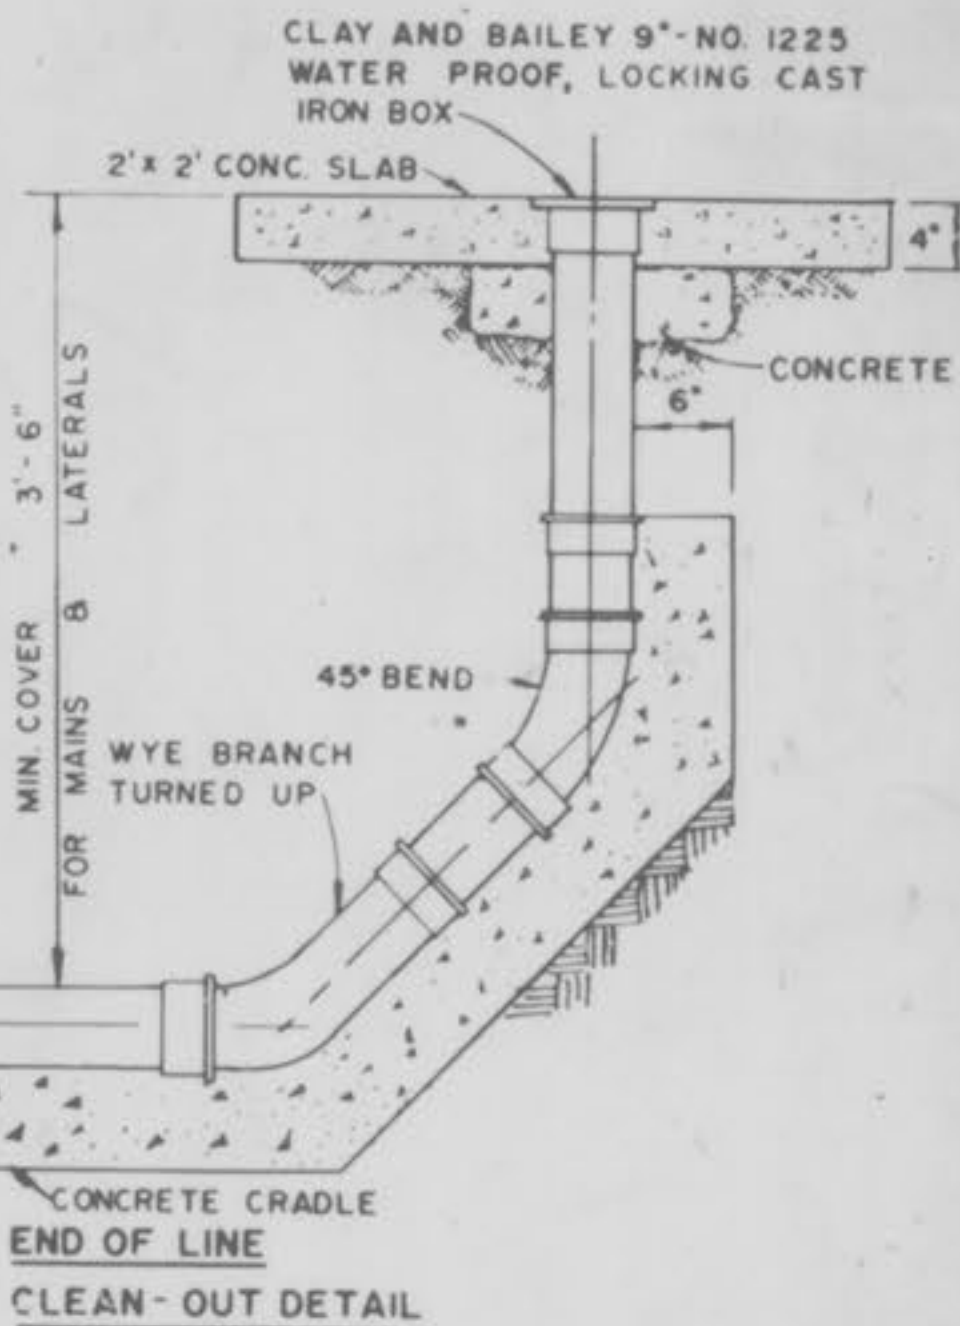 CLAY AND BAILEY 9"-NO. 1225
WATER PROOF, LOCKING CAST
IRON BOX
2' x 2' CONC. SLAB
4"
CONCRETE
6"
MIN. COVER 3'-6"
FOR MAINS & LATERALS
45° BEND
WYE BRANCH
TURNED UP
CONCRETE CRADLE
END OF LINE
CLEAN-OUT DETAIL